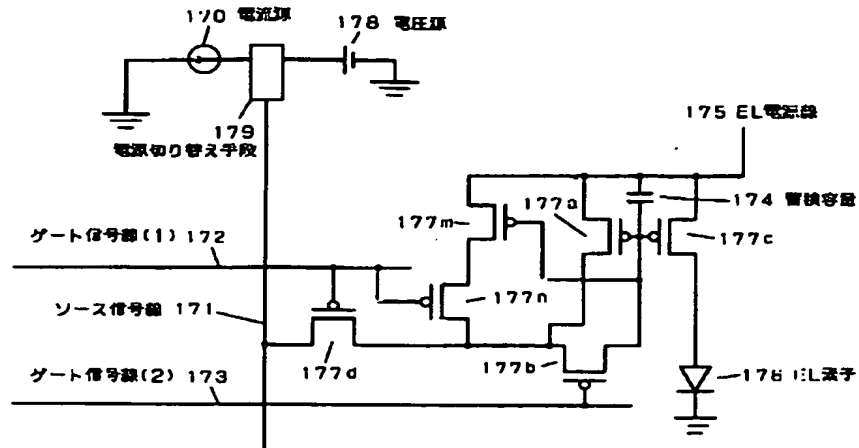 170 電流源
178 電圧源
179
電源切り替え手段
175 EL電源線
177a
174 蓄積容量
177m
177c
ゲート信号線(1) 172
177n
ソース信号線 171
177d
177b
ゲート信号線(2) 173
176 EL素子